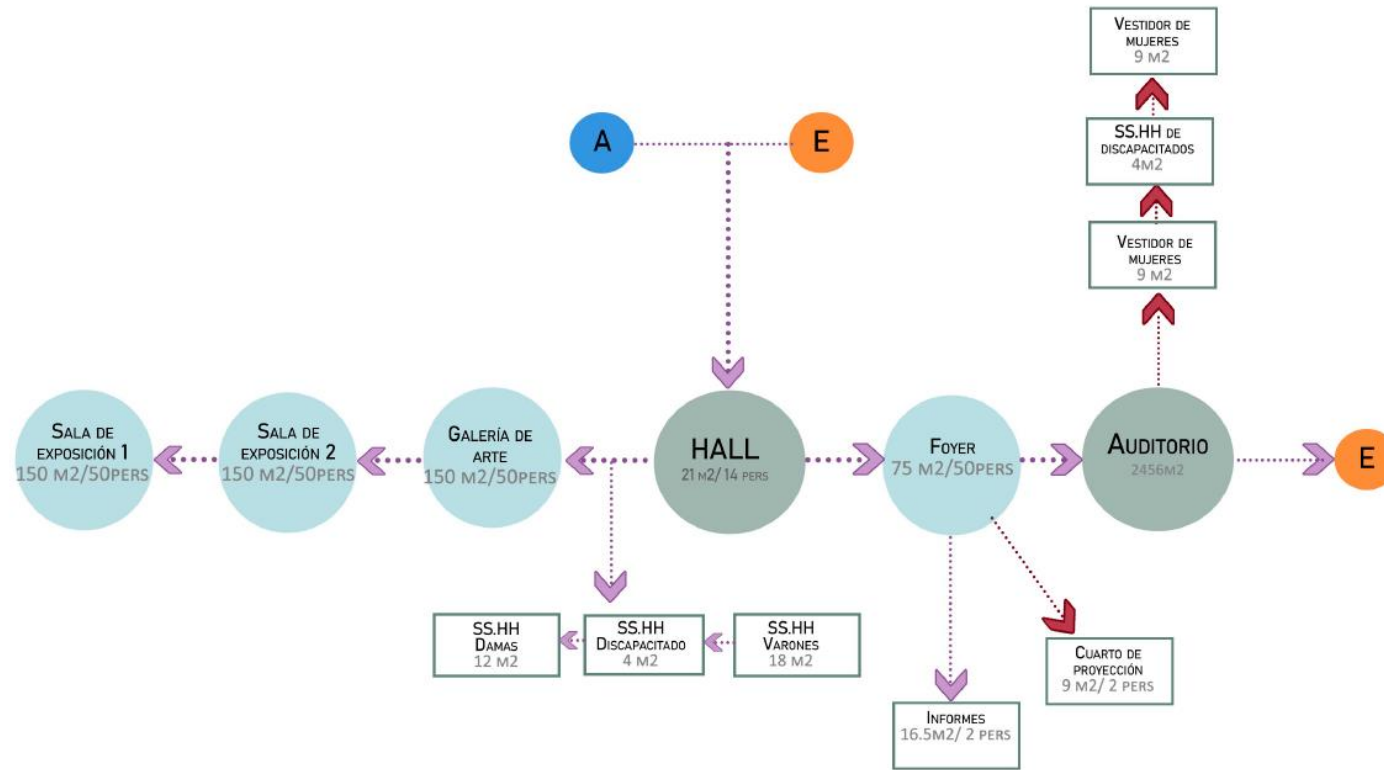 VESTIDOR DE
MUJERES
9 M2
A
E
SS.HH DE
DISCAPACITADOS
4M2
VESTIDOR DE
MUJERES
9 M2
SALA DE
EXPOSICIÓN 1
150 M2/50PERS
SALA DE
EXPOSICIÓN 2
150 M2/50PERS
GALERÍA DE
ARTE
150 M2/50PERS
HALL
21 M2/ 14 PERS
FOYER
75 M2/50PERS
AUDITORIO
2456M2
E
SS.HH
DAMAS
12 M2
SS.HH
DISCAPACITADO
4 M2
SS.HH
VARONES
18 M2
CUARTO DE
PROYECCIÓN
9 M2/ 2 PERS
INFORMES
16.5M2/ 2 PERS